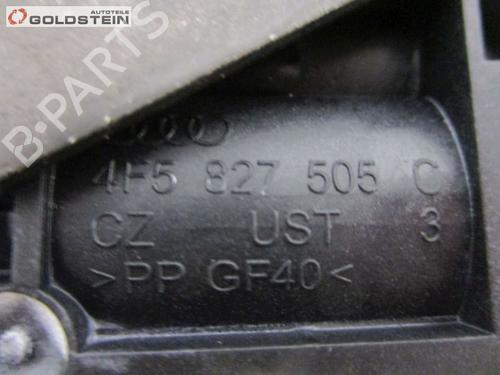 AUTOTEILE
GOLDSTEIN
B-PARTS
4F5 827 505 C
CZ UST 3
>PP GF40<